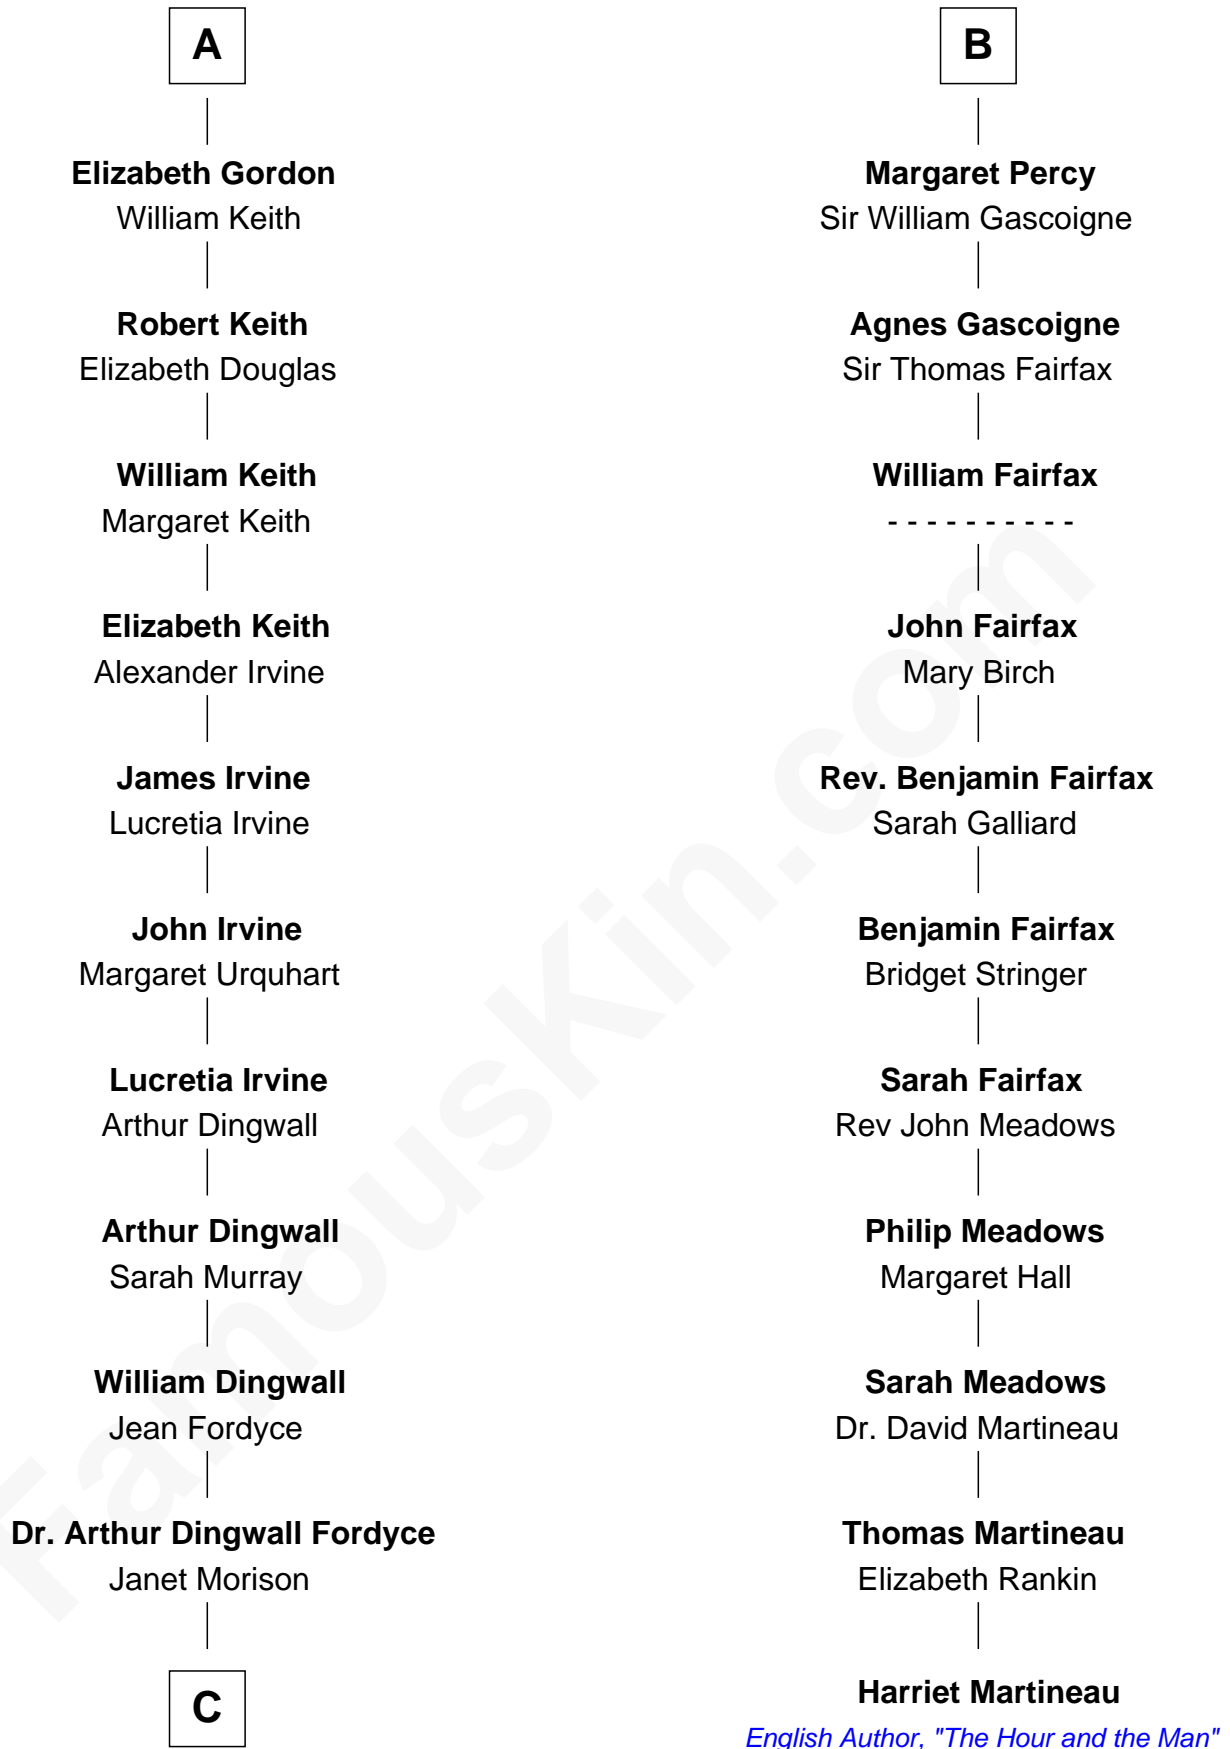 A
Elizabeth Gordon
William Keith
Robert Keith
Elizabeth Douglas
William Keith
Margaret Keith
Elizabeth Keith
Alexander Irvine
James Irvine
Lucretia Irvine
John Irvine
Margaret Urquhart
Lucretia Irvine
Arthur Dingwall
Arthur Dingwall
Sarah Murray
William Dingwall
Jean Fordyce
Dr. Arthur Dingwall Fordyce
Janet Morison
C
B
Margaret Percy
Sir William Gascoigne
Agnes Gascoigne
Sir Thomas Fairfax
William Fairfax
- - - - - - - - - - -
John Fairfax
Mary Birch
Rev. Benjamin Fairfax
Sarah Galliard
Benjamin Fairfax
Bridget Stringer
Sarah Fairfax
Rev John Meadows
Philip Meadows
Margaret Hall
Sarah Meadows
Dr. David Martineau
Thomas Martineau
Elizabeth Rankin
Harriet Martineau
English Author, "The Hour and the Man"
FamousKin.com